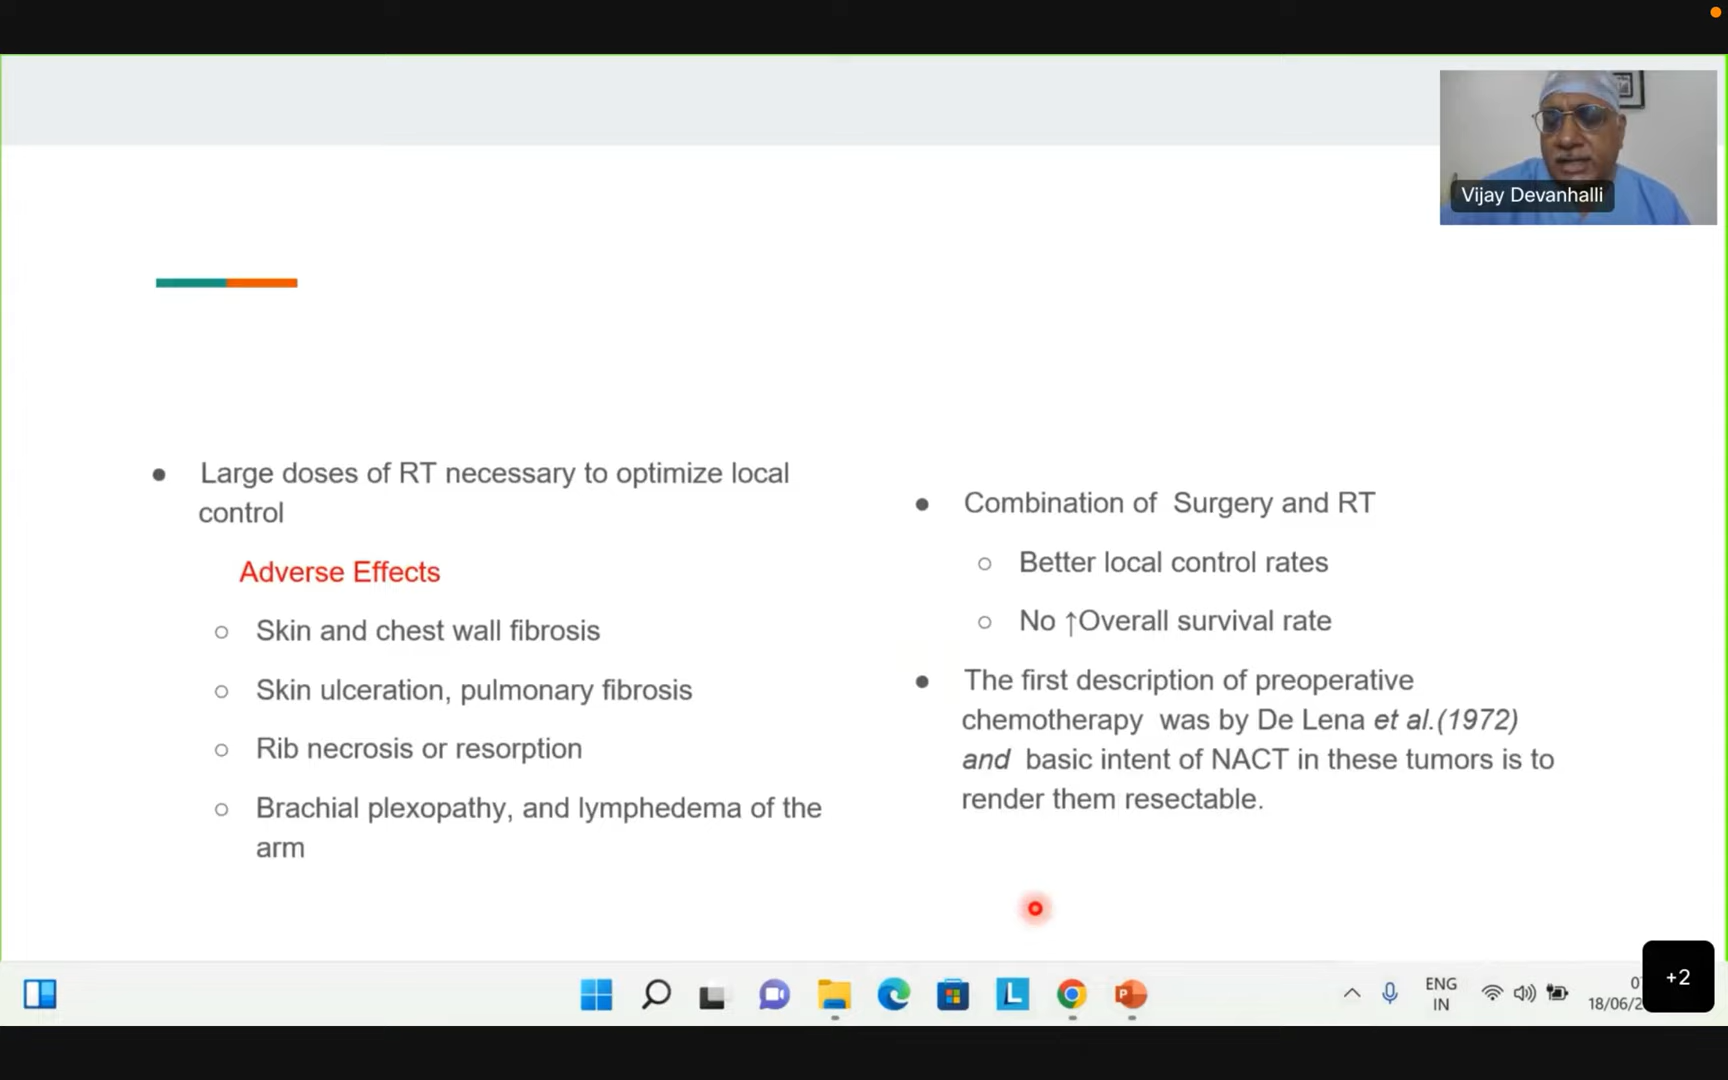 Vijay Devanhalli
● Large doses of RT necessary to optimize local
control
Adverse Effects
○ Skin and chest wall fibrosis
○ Skin ulceration, pulmonary fibrosis
○ Rib necrosis or resorption
○ Brachial plexopathy, and lymphedema of the
arm
● Combination of Surgery and RT
○ Better local control rates
○ No ↑Overall survival rate
● The first description of preoperative
chemotherapy was by De Lena et al.(1972)
and basic intent of NACT in these tumors is to
render them resectable.
ENG
IN
18/06/2
+2